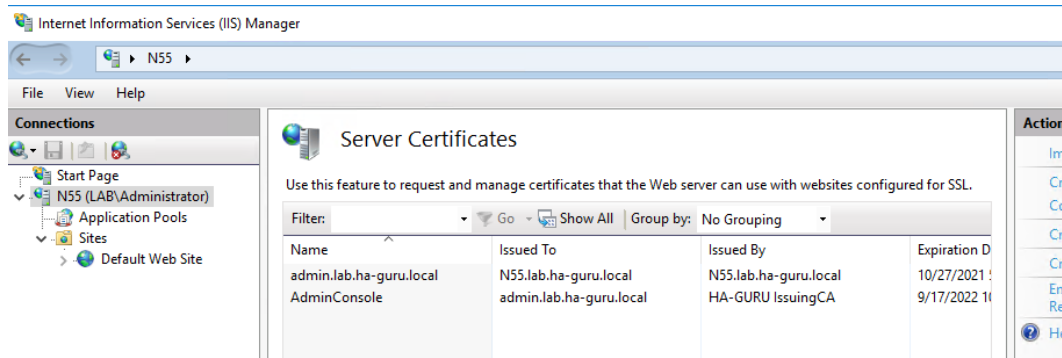 Internet Information Services (IIS) Manager
N55
File View Help
Connections
Start Page
N55 (LAB\Administrator)
Application Pools
Sites
Default Web Site
Server Certificates
Use this feature to request and manage certificates that the Web server can use with websites configured for SSL.
Filter: Go Show All Group by: No Grouping
Name Issued To Issued By Expiration D
admin.lab.ha-guru.local N55.lab.ha-guru.local N55.lab.ha-guru.local 10/27/2021
AdminConsole admin.lab.ha-guru.local HA-GURU IssuingCA 9/17/2022
Action